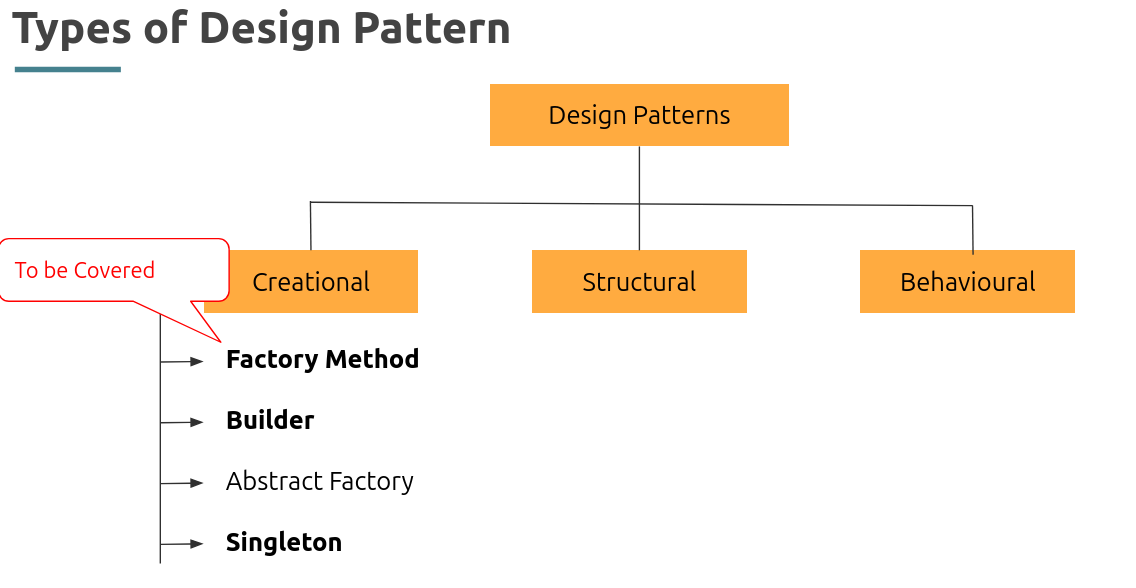 Types of Design Pattern
Design Patterns
To be Covered
Creational
Structural
Behavioural
Factory Method
Builder
Abstract Factory
Singleton